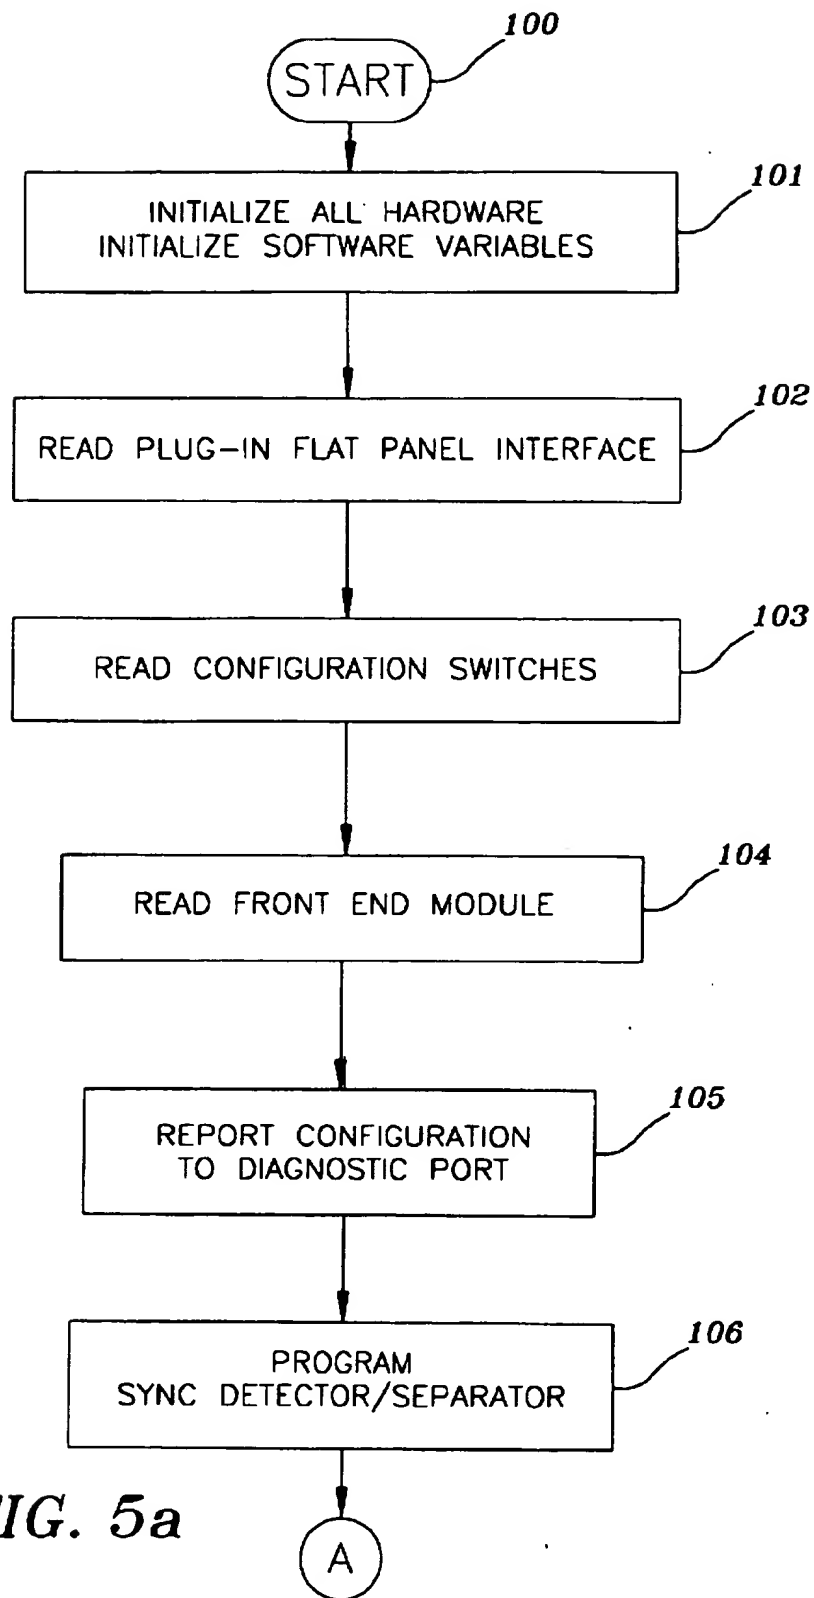 100
START
101
INITIALIZE ALL HARDWARE
INITIALIZE SOFTWARE VARIABLES
102
READ PLUG-IN FLAT PANEL INTERFACE
103
READ CONFIGURATION SWITCHES
104
READ FRONT END MODULE
105
REPORT CONFIGURATION
TO DIAGNOSTIC PORT
106
PROGRAM
SYNC DETECTOR/SEPARATOR
IG. 5a
A